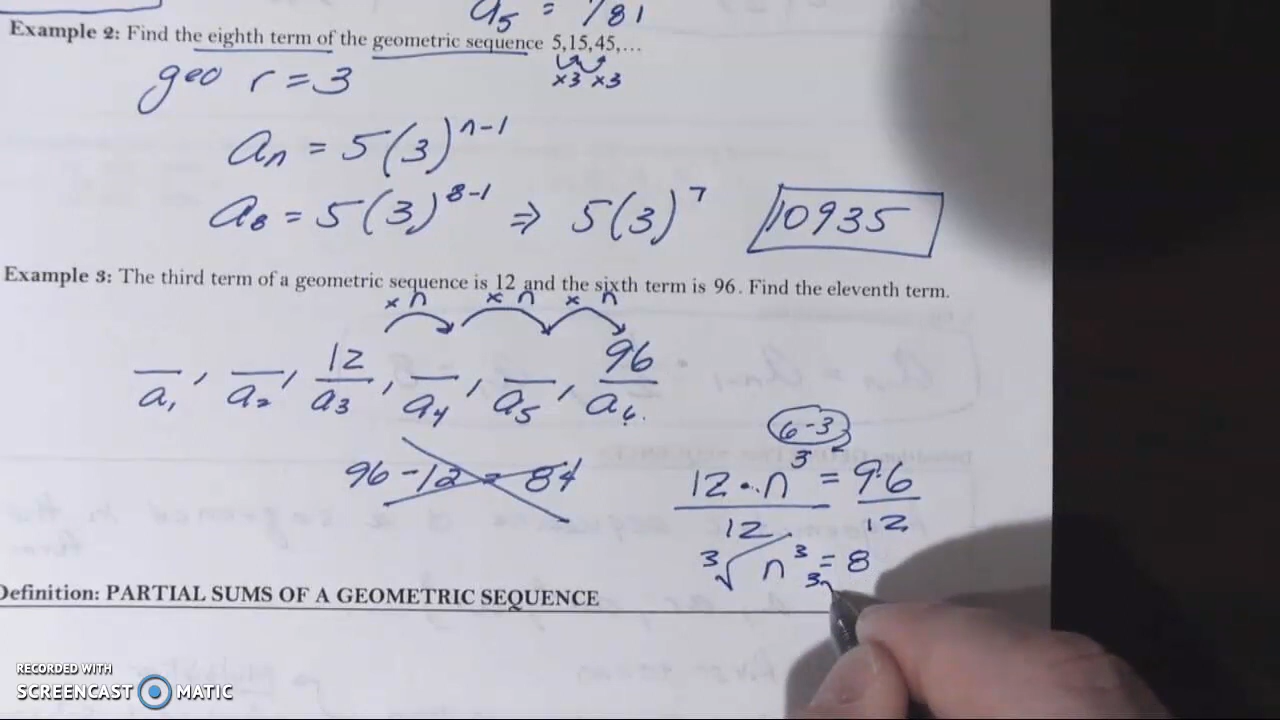 a₅ = 1/81
Example 2: Find the eighth term of the geometric sequence 5,15,45,...
×3 ×3
geo r = 3
aₙ = 5(3)ⁿ⁻¹
a₈ = 5(3)⁸⁻¹ ⇒ 5(3)⁷ 10935
Example 3: The third term of a geometric sequence is 12 and the sixth term is 96. Find the eleventh term.
× n × n × n
12 96
a₁, a₂, a₃, a₄, a₅, a₆.
6-3
96 - 12 = 84
12 · n³ = 96
12 12
³√n³ = 8
3
Definition: PARTIAL SUMS OF A GEOMETRIC SEQUENCE
RECORDED WITH
SCREENCAST MATIC